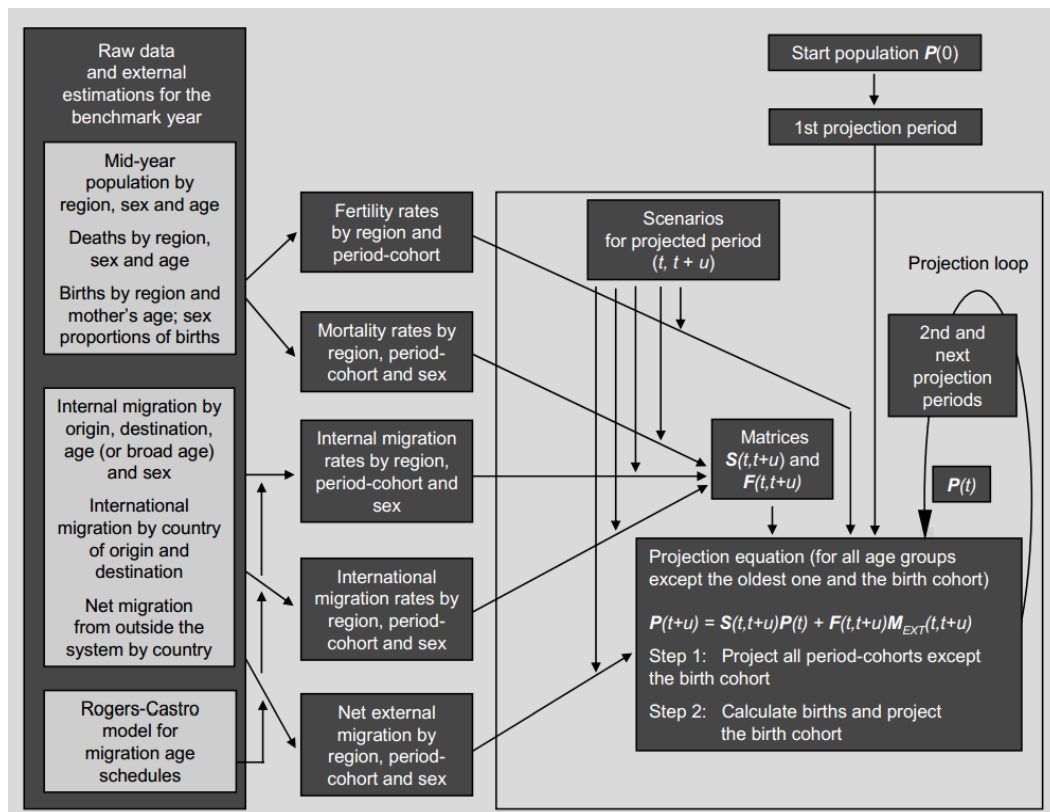 Raw data
and external
estimations for the
benchmark year
Mid-year
population by
region, sex and age
Deaths by region,
sex and age
Births by region and
mother's age; sex
proportions of births
Internal migration by
origin, destination,
age (or broad age)
and sex
International
migration by country
of origin and
destination
Net migration
from outside the
system by country
Rogers-Castro
model for
migration age
schedules
Fertility rates
by region and
period-cohort
Mortality rates by
region, period-
cohort and sex
Internal migration
rates by region,
period-cohort and
sex
International
migration rates by
region, period-
cohort and sex
Net external
migration by
region, period-
cohort and sex
Start population P(0)
1st projection period
Scenarios
for projected period
(t, t + u)
Projection loop
2nd and
next
projection
periods
Matrices
S(t,t+u) and
F(t,t+u)
P(t)
Projection equation (for all age groups
except the oldest one and the birth cohort)
P(t+u) = S(t,t+u)P(t) + F(t,t+u)M_EXT(t,t+u)
Step 1: Project all period-cohorts except
the birth cohort
Step 2: Calculate births and project
the birth cohort